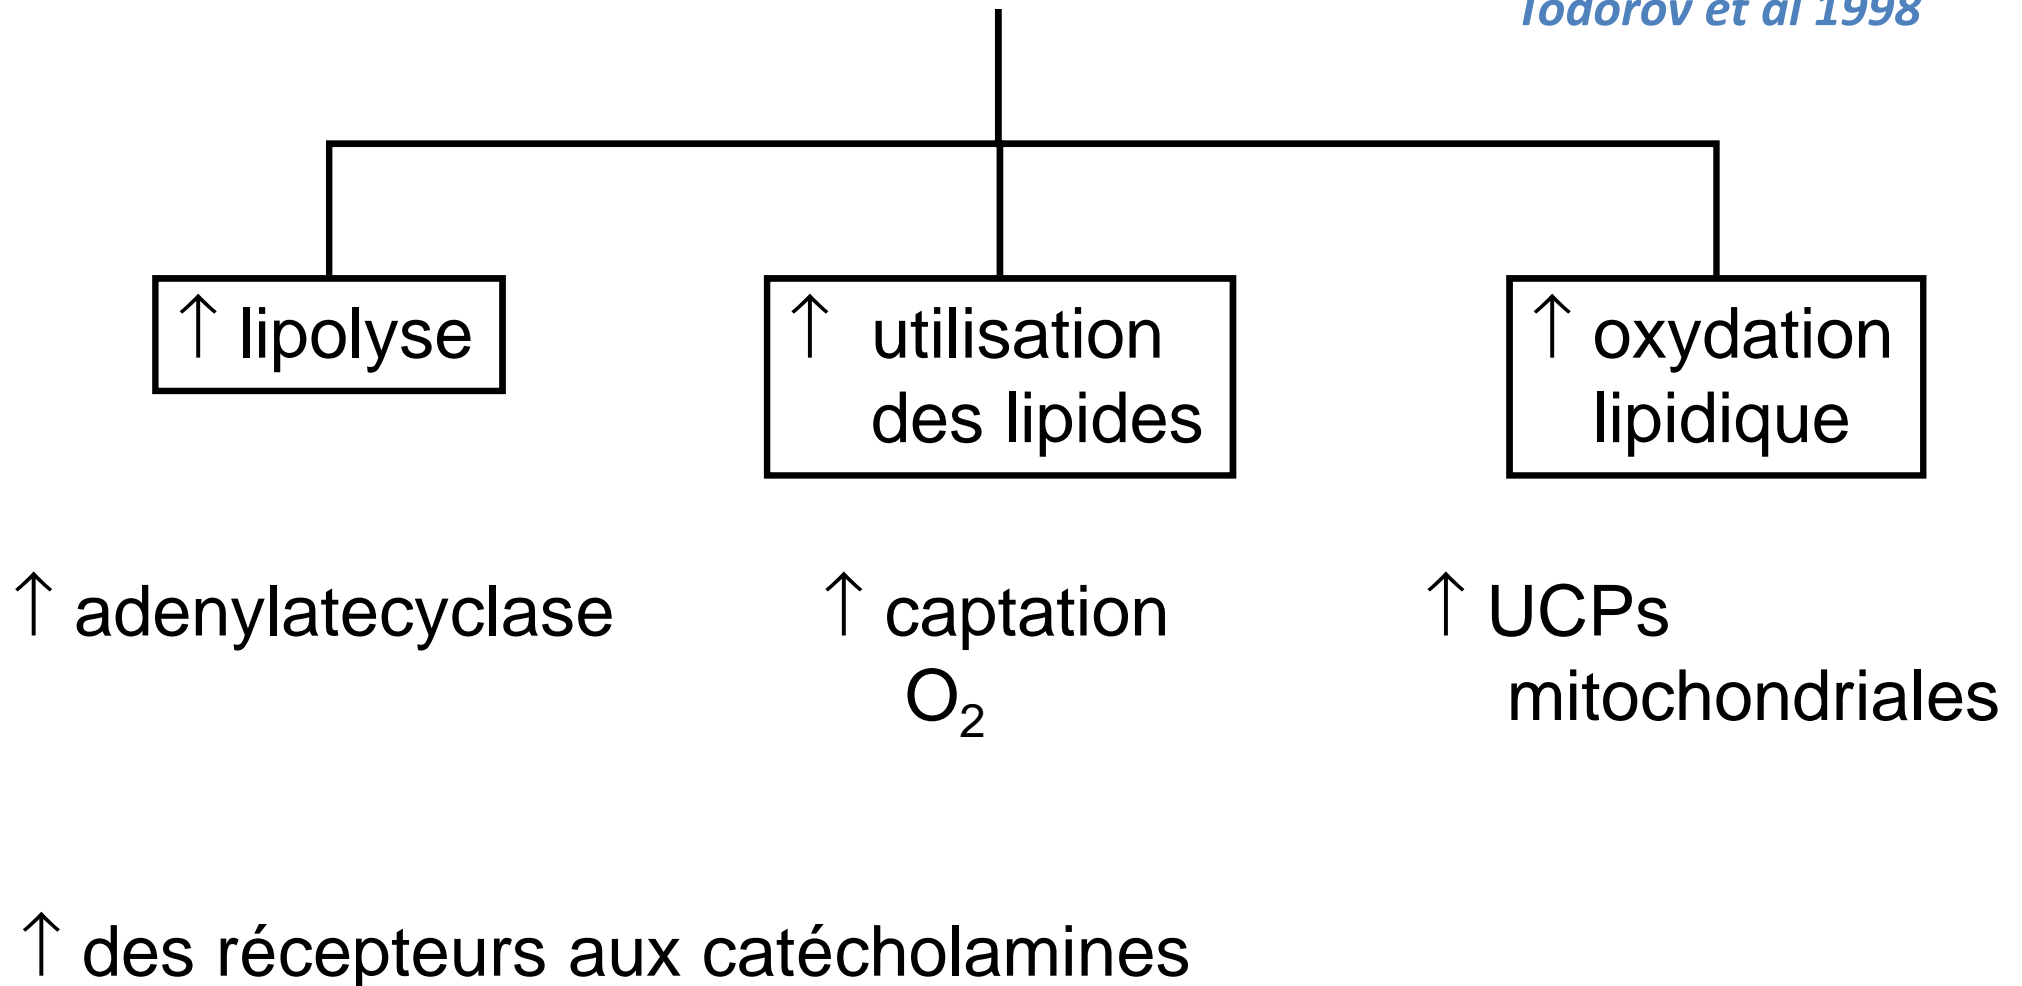 Todorov et al 1998
↑ lipolyse
↑ utilisation
des lipides
↑ oxydation
lipidique
↑ adenylatecyclase
↑ captation
O₂
↑ UCPs
mitochondriales
↑ des récepteurs aux catécholamines